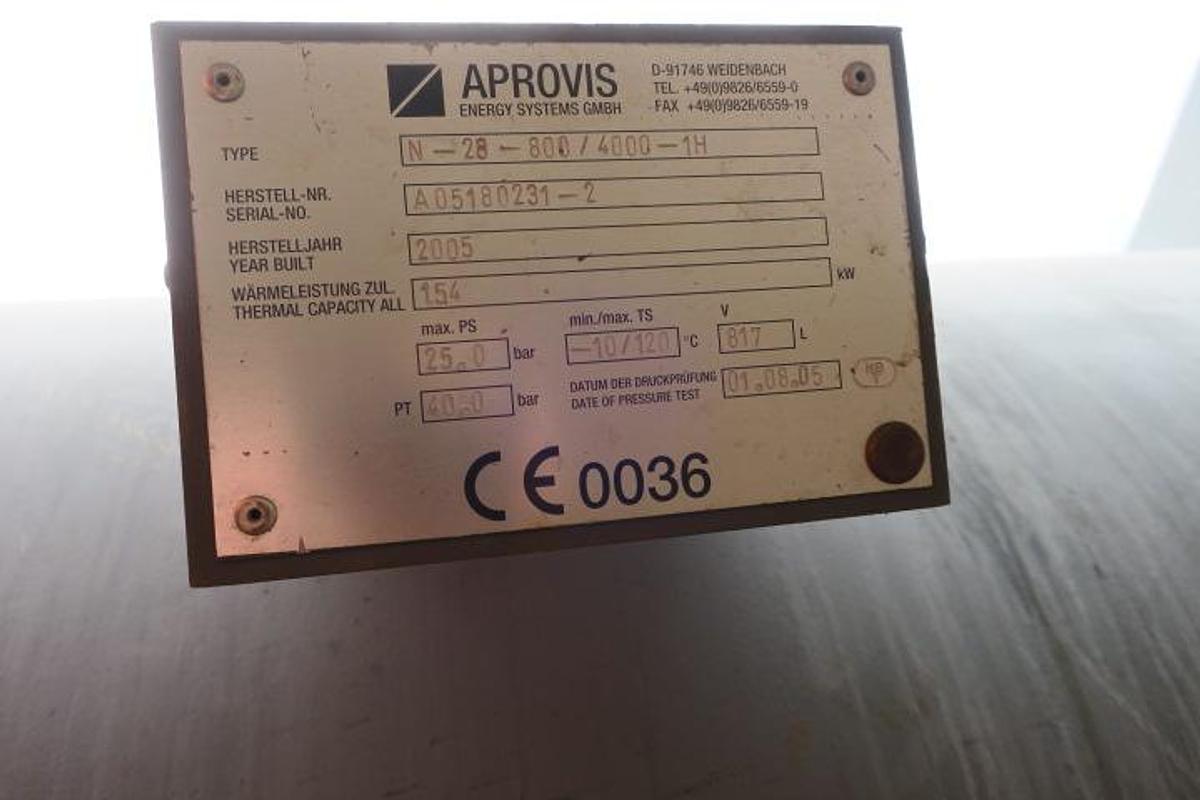 APROVIS
ENERGY SYSTEMS GMBH
D-91746 WEIDENBACH
TEL. +49(0)9826/6559-0
FAX +49(0)9826/6559-19
TYPE N-28-800/4000-1H
HERSTELL-NR. A05180231-2
SERIAL-NO.
HERSTELLJAHR 2005
YEAR BUILT
WÄRMELEISTUNG ZUL. 154 kW
THERMAL CAPACITY ALL
max. PS min./max. TS V
25.0 bar -10/120 °C 817 L
PT 40.0 bar DATUM DER DRUCKPRÜFUNG 01.08.05
DATE OF PRESSURE TEST
CE 0036